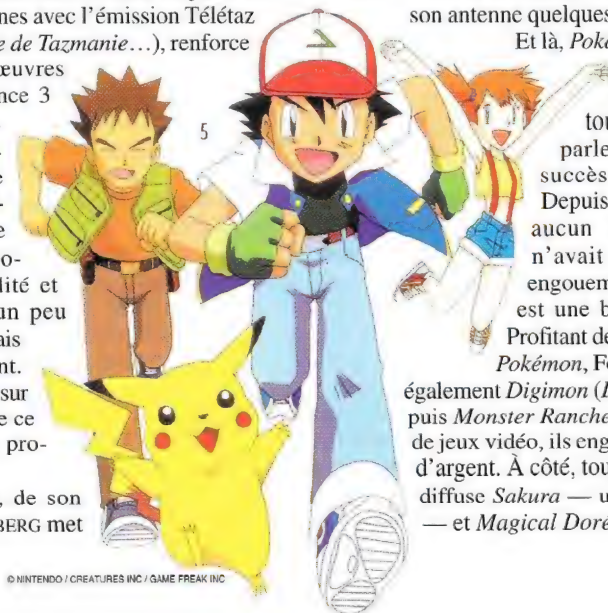 nes avec l'émission Télétaz
e de Tazmanie…), renforce
œuvres
nce 3
e
e
o-
lité et
un peu
ais
nt.
sur
e ce
pro-
, de son
BERG met
5
© NINTENDO / CREATURES INC / GAME FREAK INC
son antenne quelques
Et là, Poké
tou
parle
succès
Depuis
aucun
n'avait
engouem
est une b
Profitant de
Pokémon, Fo
également Digimon (
puis Monster Ranche
de jeux vidéo, ils eng
d'argent. À côté, tou
diffuse Sakura — u
— et Magical Doré